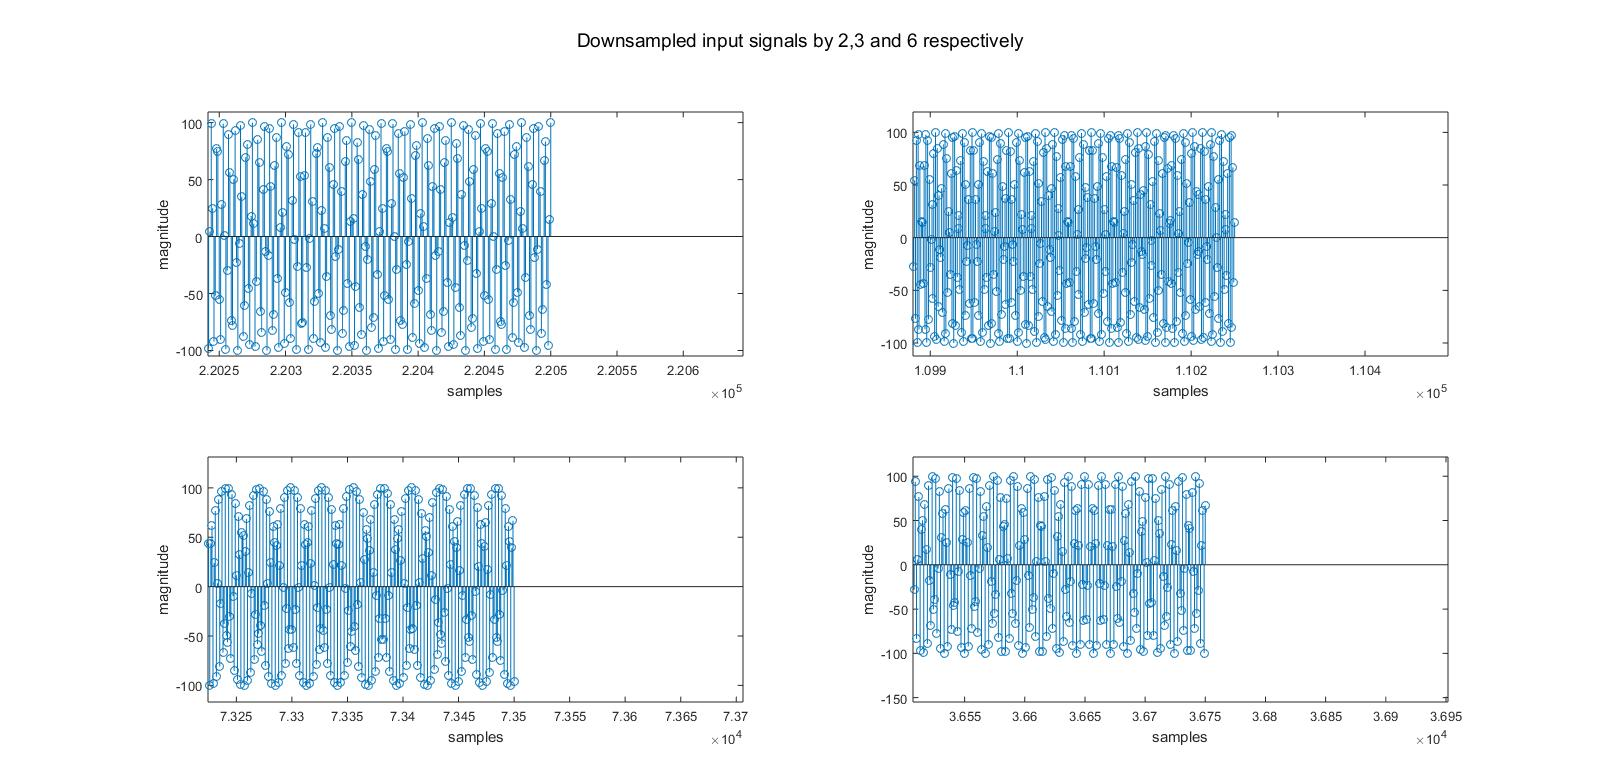 Downsampled input signals by 2,3 and 6 respectively
magnitude
100
50
0
-50
-100
2.2025 2.203 2.2035 2.204 2.2045 2.205 2.2055 2.206
samples
×10^5
magnitude
100
50
0
-50
-100
1.099 1.1 1.101 1.102 1.103 1.104
samples
×10^5
magnitude
100
50
0
-50
-100
7.325 7.33 7.335 7.34 7.345 7.35 7.355 7.36 7.365 7.37
samples
×10^4
magnitude
100
50
0
-50
-100
-150
3.655 3.66 3.665 3.67 3.675 3.68 3.685 3.69 3.695
samples
×10^4